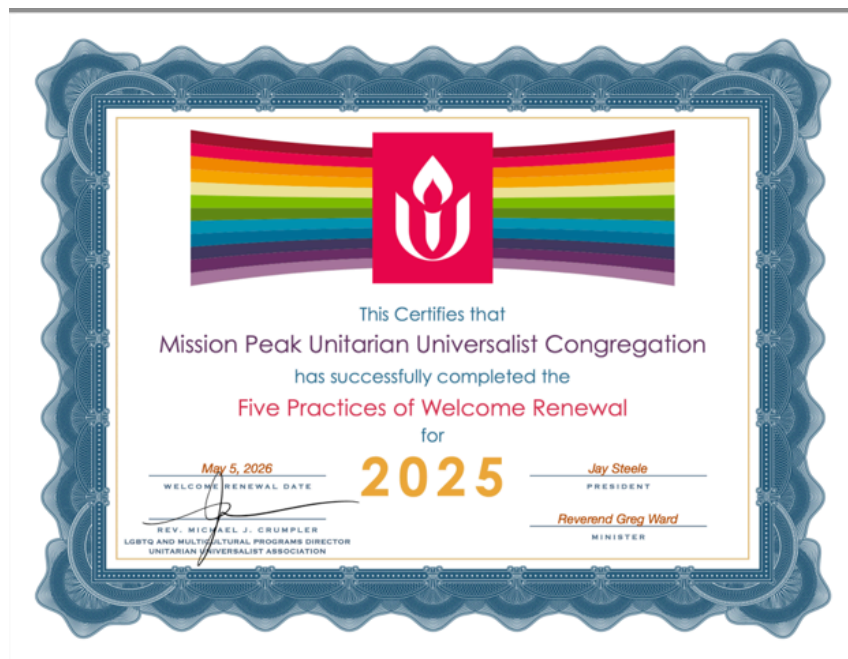 This Certifies that
Mission Peak Unitarian Universalist Congregation
has successfully completed the
Five Practices of Welcome Renewal
for
2025
May 5, 2026
WELCOME RENEWAL DATE
REV. MICHAEL J. CRUMPLER
LGBTQ AND MULTICULTURAL PROGRAMS DIRECTOR
UNITARIAN UNIVERSALIST ASSOCIATION
Jay Steele
PRESIDENT
Reverend Greg Ward
MINISTER